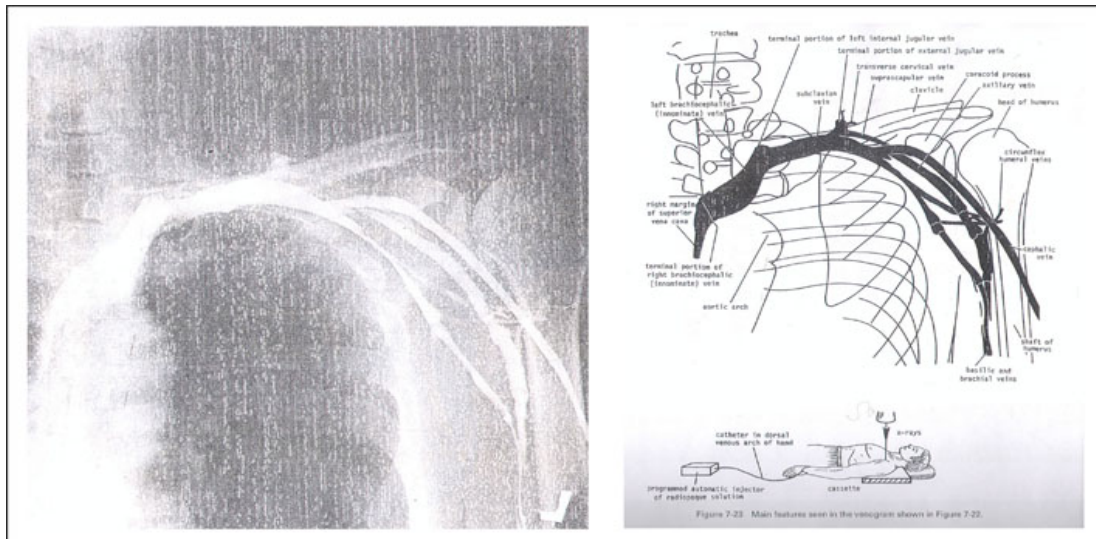 trachea
terminal portion of left internal jugular vein
terminal portion of external jugular vein
transverse cervical vein
suprascapular vein
coracoid process
axillary vein
subclavian
vein
clavicle
head of humerus
left brachiocephalic
(innominate) vein
circumflex
humeral veins
right margin
of superior
vena cava
cephalic
vein
terminal portion of
right brachiocephalic
(innominate) vein
aortic arch
shaft of
humerus
basilic and
brachial veins
catheter in dorsal
venous arch of hand
x-rays
programmed automatic injector
of radiopaque solution
cassette
Figure 7-23 Main features seen in the venogram shown in Figure 7-22.